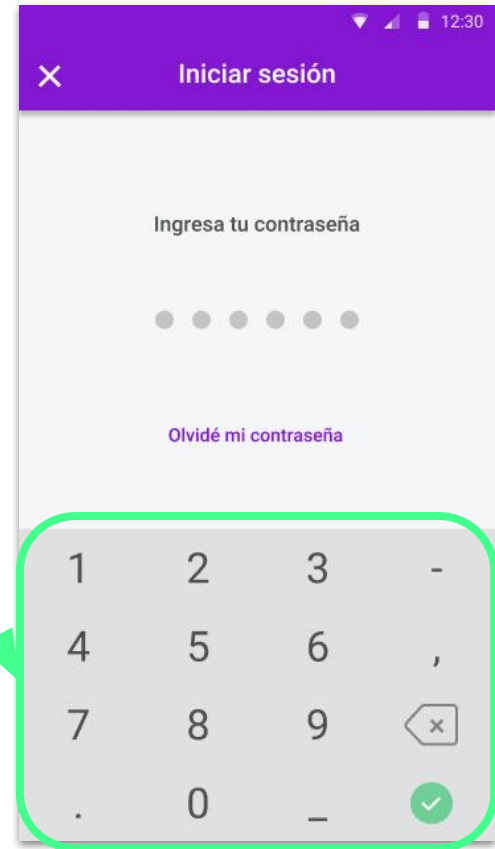 12:30
Iniciar sesión
Ingresa tu contraseña
Olvidé mi contraseña
1 2 3 -
4 5 6 ,
7 8 9
. 0 _